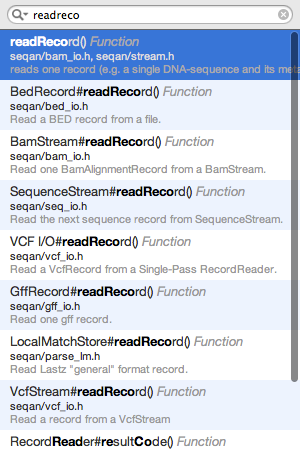 readreco
readRecord() Function
seqan/bam_io.h, seqan/stream.h
reads one record (e.g. a single DNA-sequence and its
BedRecord#readRecord() Function
seqan/bed_io.h
Read a BED record from a file.
BamStream#readRecord() Function
seqan/bam_io.h
Read one BamAlignmentRecord from a BamStream.
SequenceStream#readRecord() Function
seqan/seq_io.h
Read the next sequence record from SequenceStream.
VCF I/O#readRecord() Function
seqan/vcf_io.h
Read a VcfRecord from a Single-Pass RecordReader.
GffRecord#readRecord() Function
seqan/gff_io.h
Read one gff record.
LocalMatchStore#readRecord() Function
seqan/parse_lm.h
Read Lastz "general" format record.
VcfStream#readRecord() Function
seqan/vcf_io.h
Read a record from a VcfStream
RecordReader#resultCode() Function